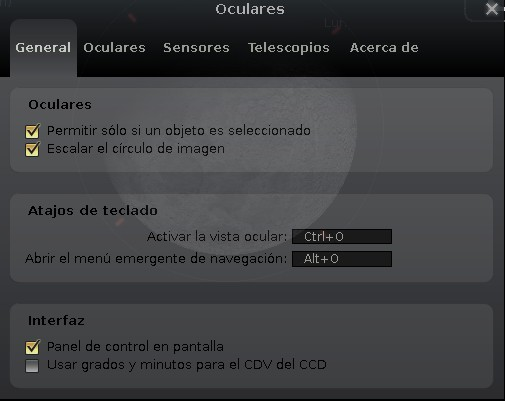 Oculares
General Oculares Sensores Telescopios Acerca de
Oculares
Permitir sólo si un objeto es seleccionado
Escalar el círculo de imagen
Atajos de teclado
Activar la vista ocular: Ctrl+O
Abrir el menú emergente de navegación: Alt+O
Interfaz
Panel de control en pantalla
Usar grados y minutos para el CDV del CCD